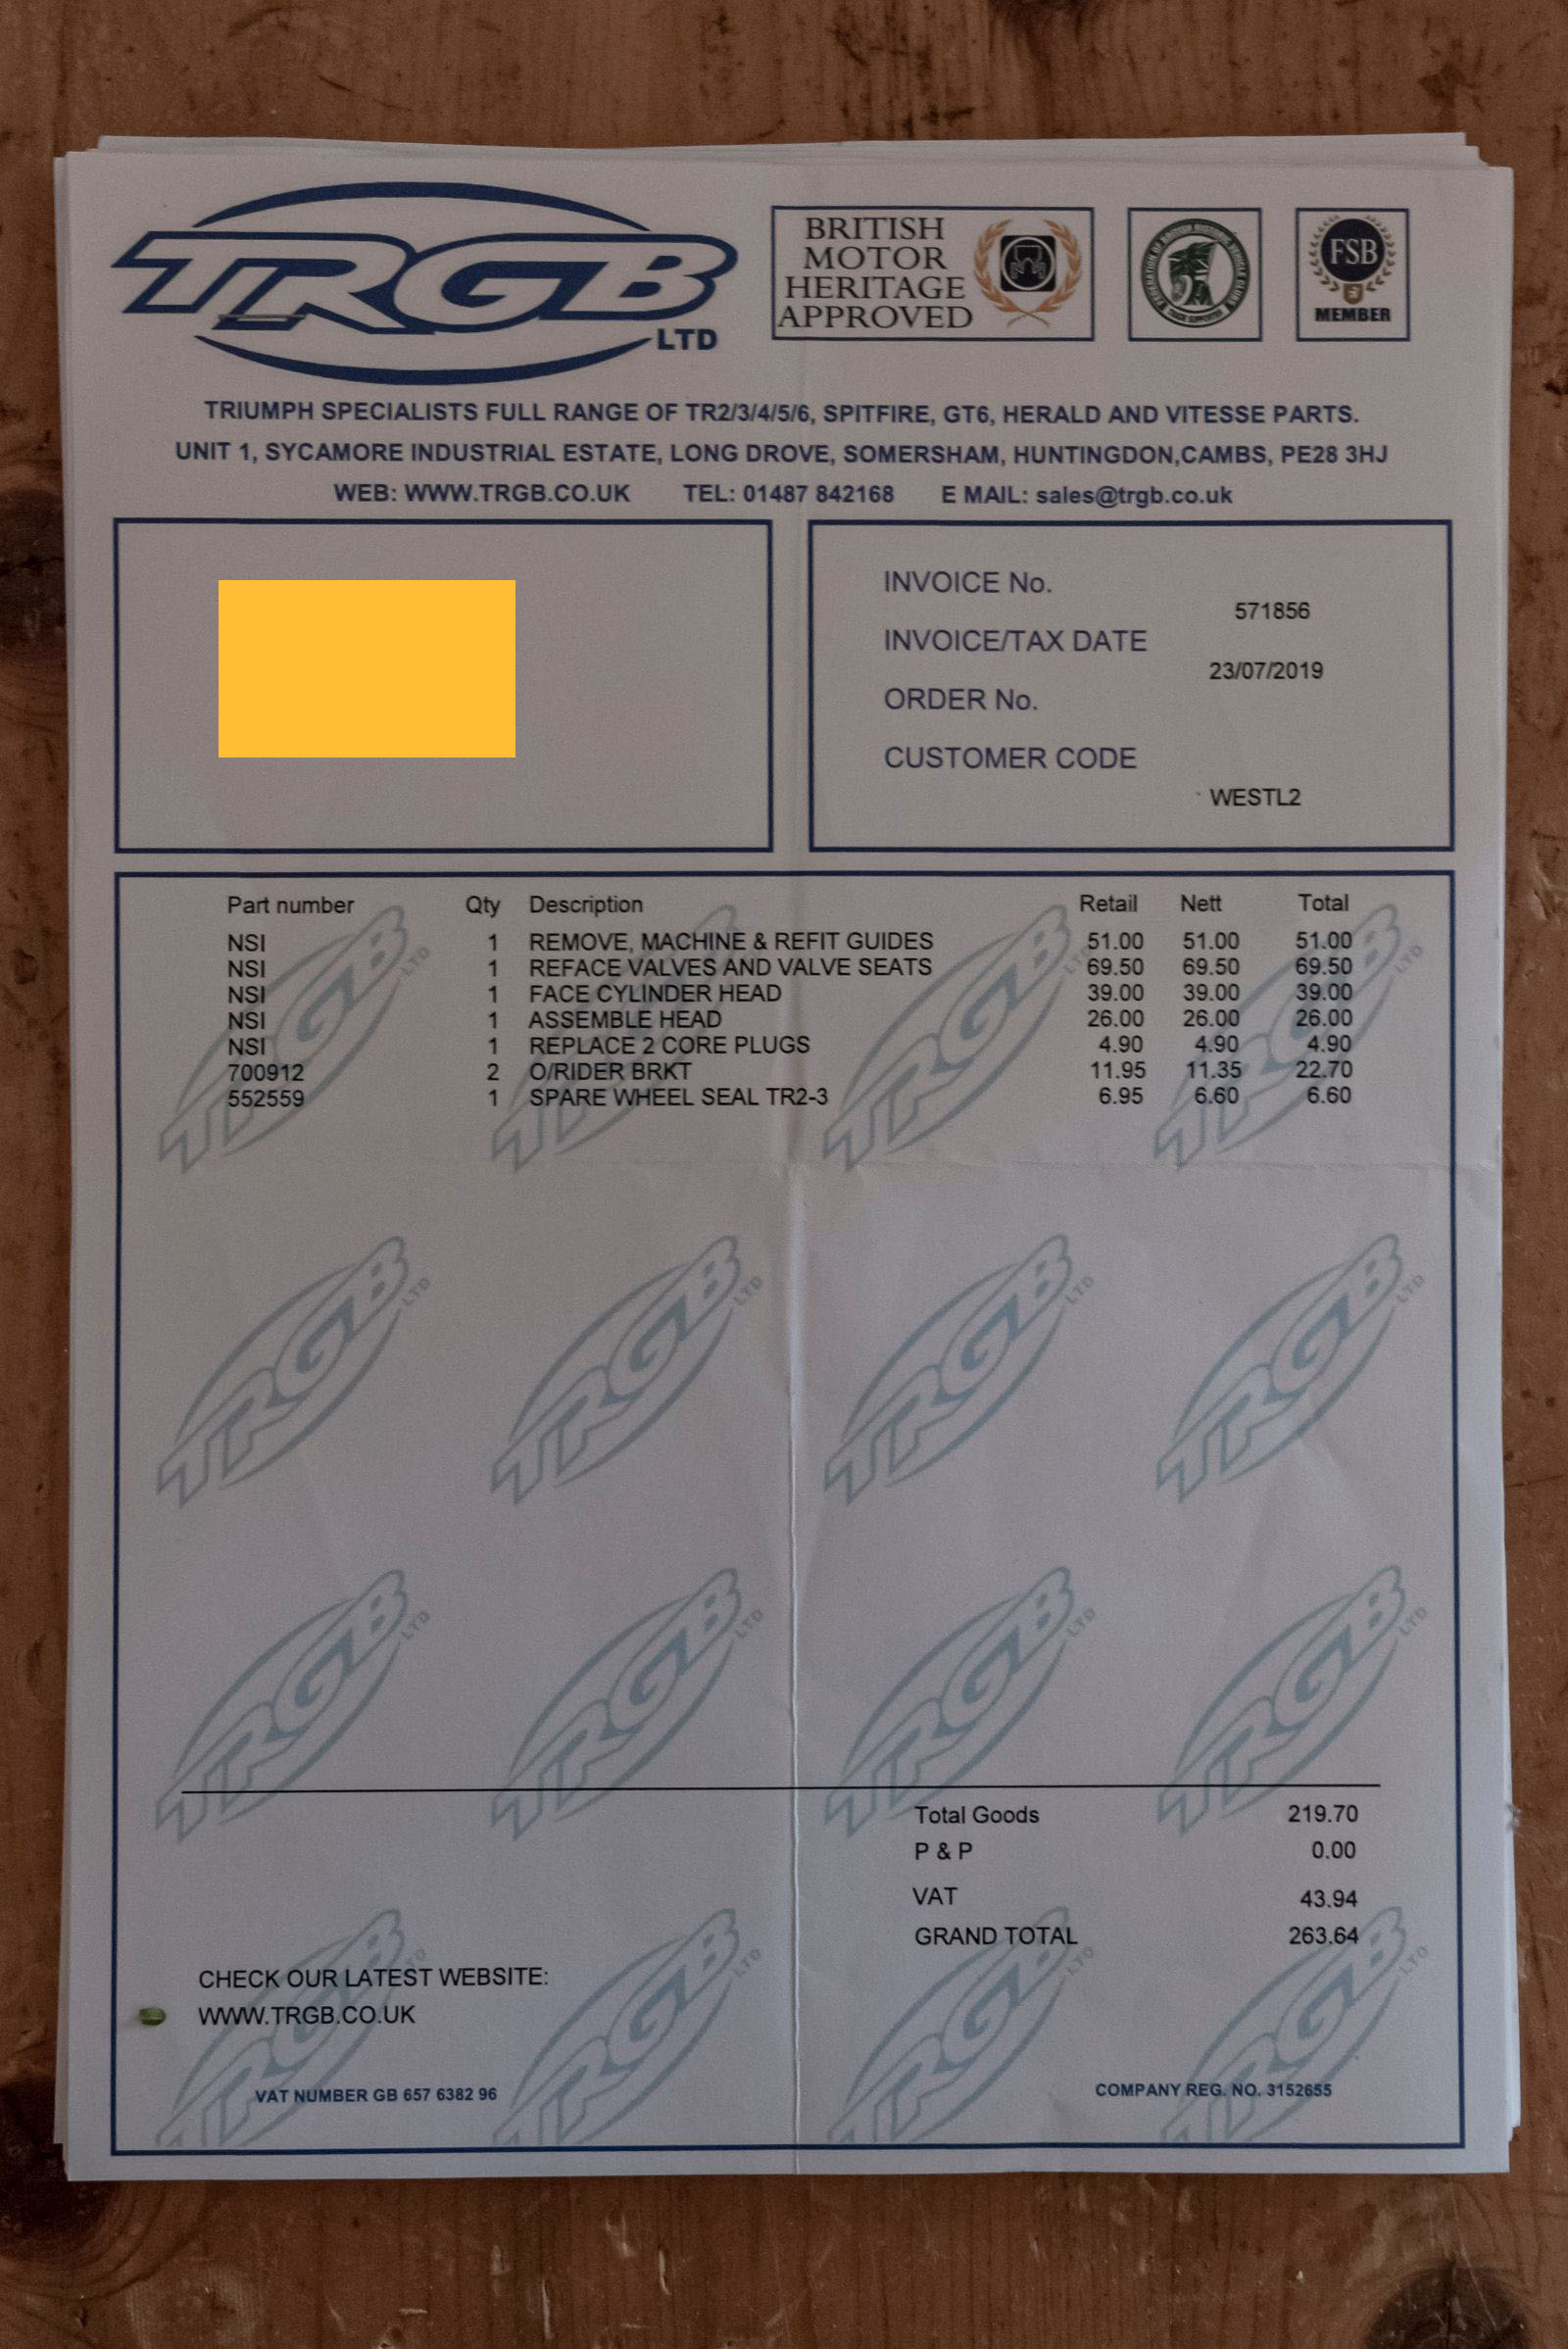 TRGB
LTD
BRITISH
MOTOR
HERITAGE
APPROVED
FEDERATION OF BRITISH HISTORIC VEHICLE CLUBS
TRADE SUPPORTER
FSB
MEMBER
TRIUMPH SPECIALISTS FULL RANGE OF TR2/3/4/5/6, SPITFIRE, GT6, HERALD AND VITESSE PARTS.
UNIT 1, SYCAMORE INDUSTRIAL ESTATE, LONG DROVE, SOMERSHAM, HUNTINGDON,CAMBS, PE28 3HJ
WEB: WWW.TRGB.CO.UK TEL: 01487 842168 E MAIL: sales@trgb.co.uk
INVOICE No.
571856
INVOICE/TAX DATE
23/07/2019
ORDER No.
CUSTOMER CODE
WESTL2
Part number Qty Description Retail Nett Total
NSI 1 REMOVE, MACHINE & REFIT GUIDES 51.00 51.00 51.00
NSI 1 REFACE VALVES AND VALVE SEATS 69.50 69.50 69.50
NSI 1 FACE CYLINDER HEAD 39.00 39.00 39.00
NSI 1 ASSEMBLE HEAD 26.00 26.00 26.00
NSI 1 REPLACE 2 CORE PLUGS 4.90 4.90 4.90
700912 2 O/RIDER BRKT 11.95 11.35 22.70
552559 1 SPARE WHEEL SEAL TR2-3 6.95 6.60 6.60
Total Goods 219.70
P & P 0.00
VAT 43.94
GRAND TOTAL 263.64
CHECK OUR LATEST WEBSITE:
WWW.TRGB.CO.UK
VAT NUMBER GB 657 6382 96 COMPANY REG. NO. 3152655